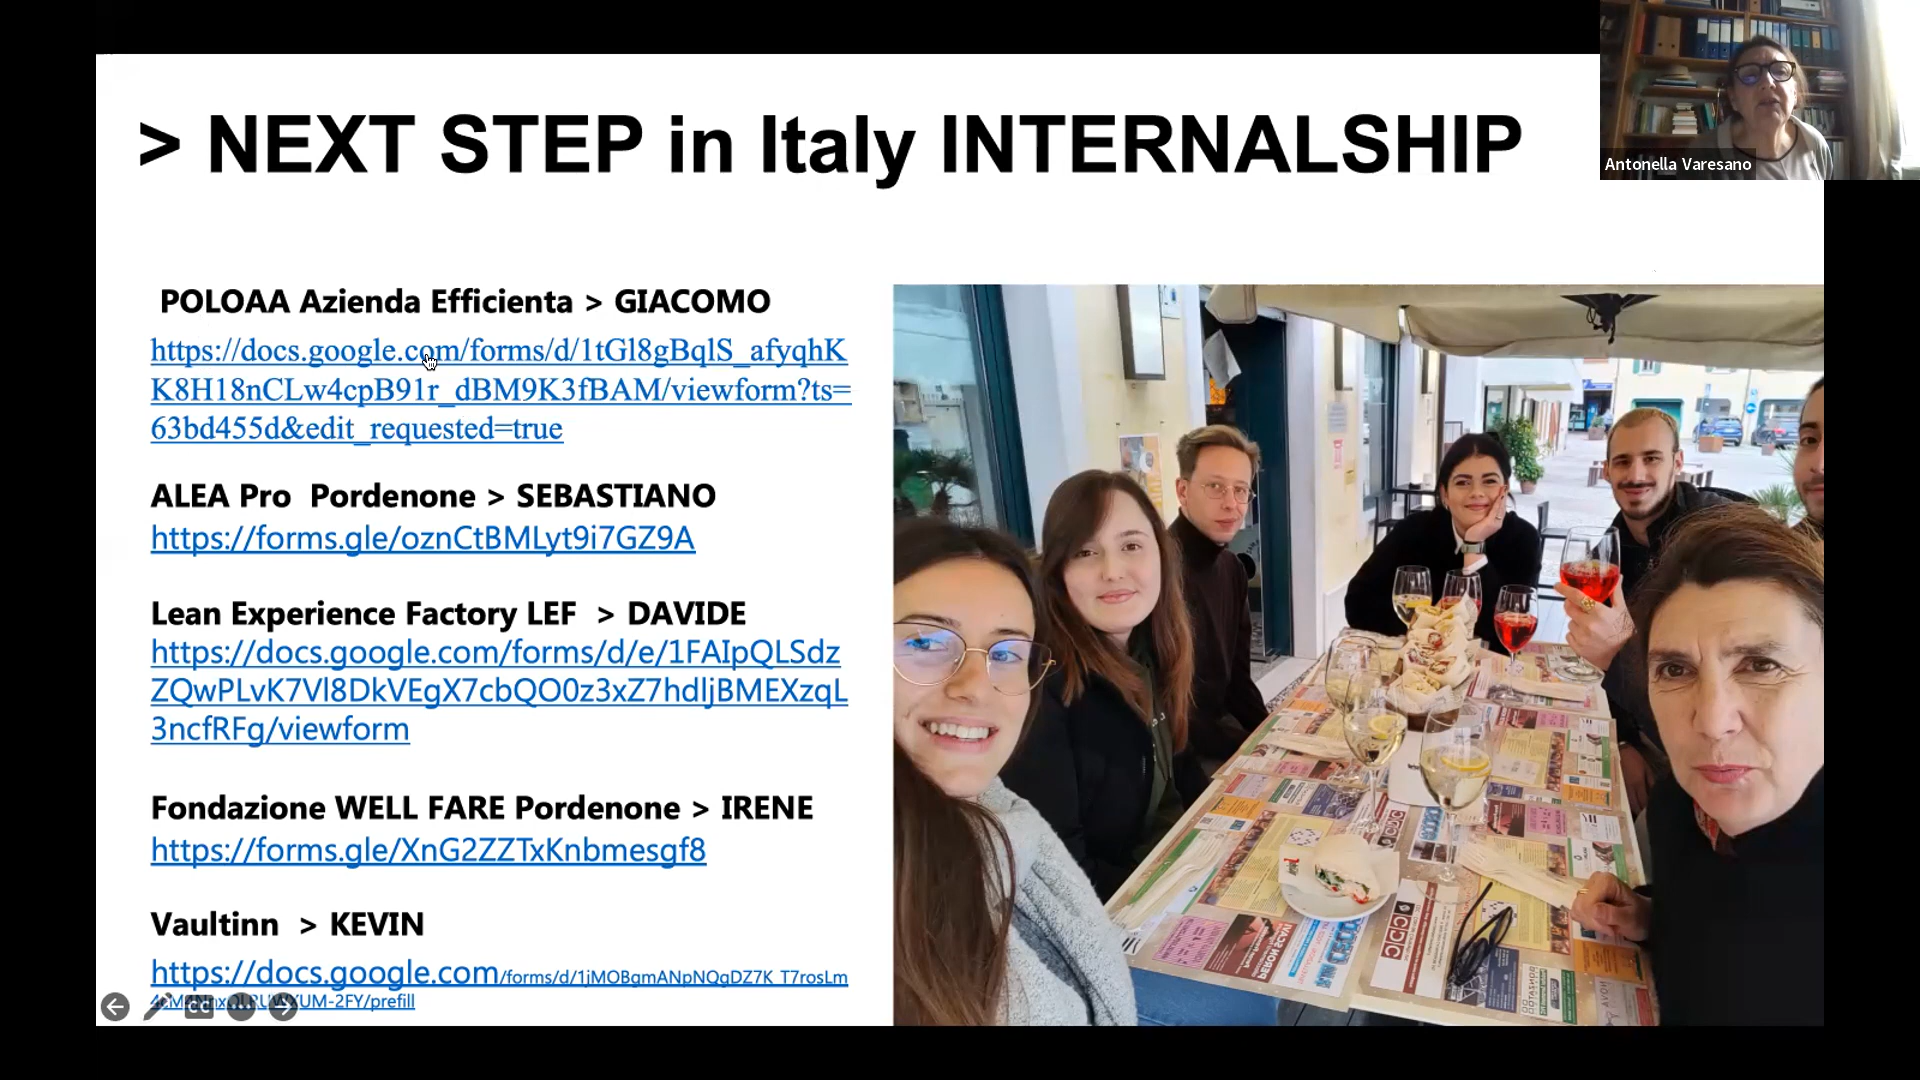 > NEXT STEP in Italy INTERNALSHIP
Antonella Varesano
POLOAA Azienda Efficienta > GIACOMO
https://docs.google.com/forms/d/1tGl8gBqlS_afyqhK
K8H18nCLw4cpB91r_dBM9K3fBAM/viewform?ts=
63bd455d&edit_requested=true
ALEA Pro Pordenone > SEBASTIANO
https://forms.gle/oznCtBMLyt9i7GZ9A
Lean Experience Factory LEF > DAVIDE
https://docs.google.com/forms/d/e/1FAIpQLSdz
ZQwPLvK7Vl8DkVEgX7cbQO0z3xZ7hdljBMEXzqL
3ncfRFg/viewform
Fondazione WELL FARE Pordenone > IRENE
https://forms.gle/XnG2ZZTxKnbmesgf8
Vaultinn > KEVIN
https://docs.google.com/forms/d/1jMOBgmANpNQgDZ7K_T7rosLm
UM-2FY/prefill
CC